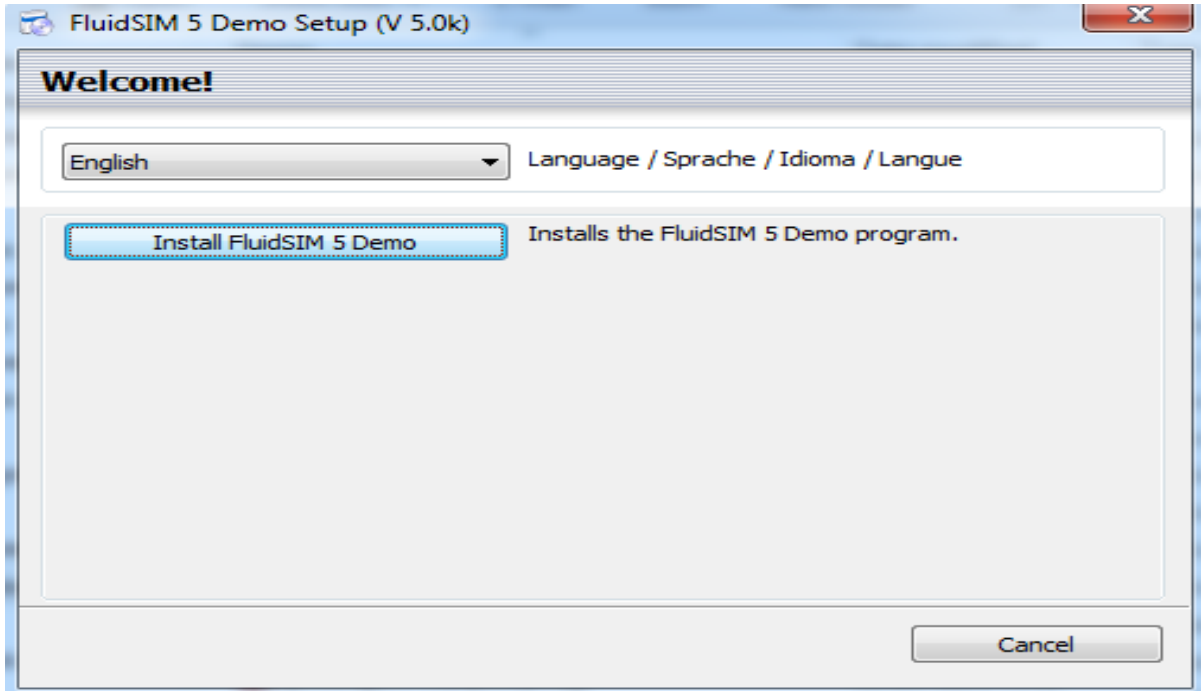 FluidSIM 5 Demo Setup (V 5.0k)
Welcome!
English
Language / Sprache / Idioma / Langue
Install FluidSIM 5 Demo
Installs the FluidSIM 5 Demo program.
Cancel